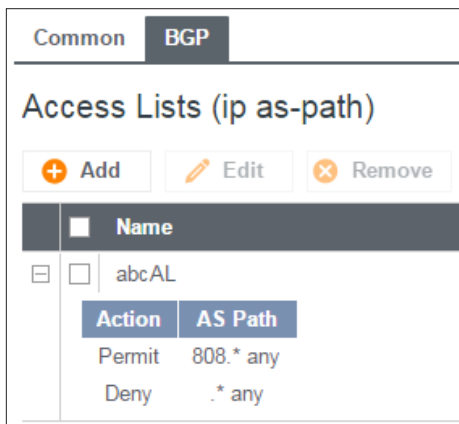 Common BGP
Access Lists (ip as-path)
Add Edit Remove
Name
abcAL
Action AS Path
Permit 808.* any
Deny .* any